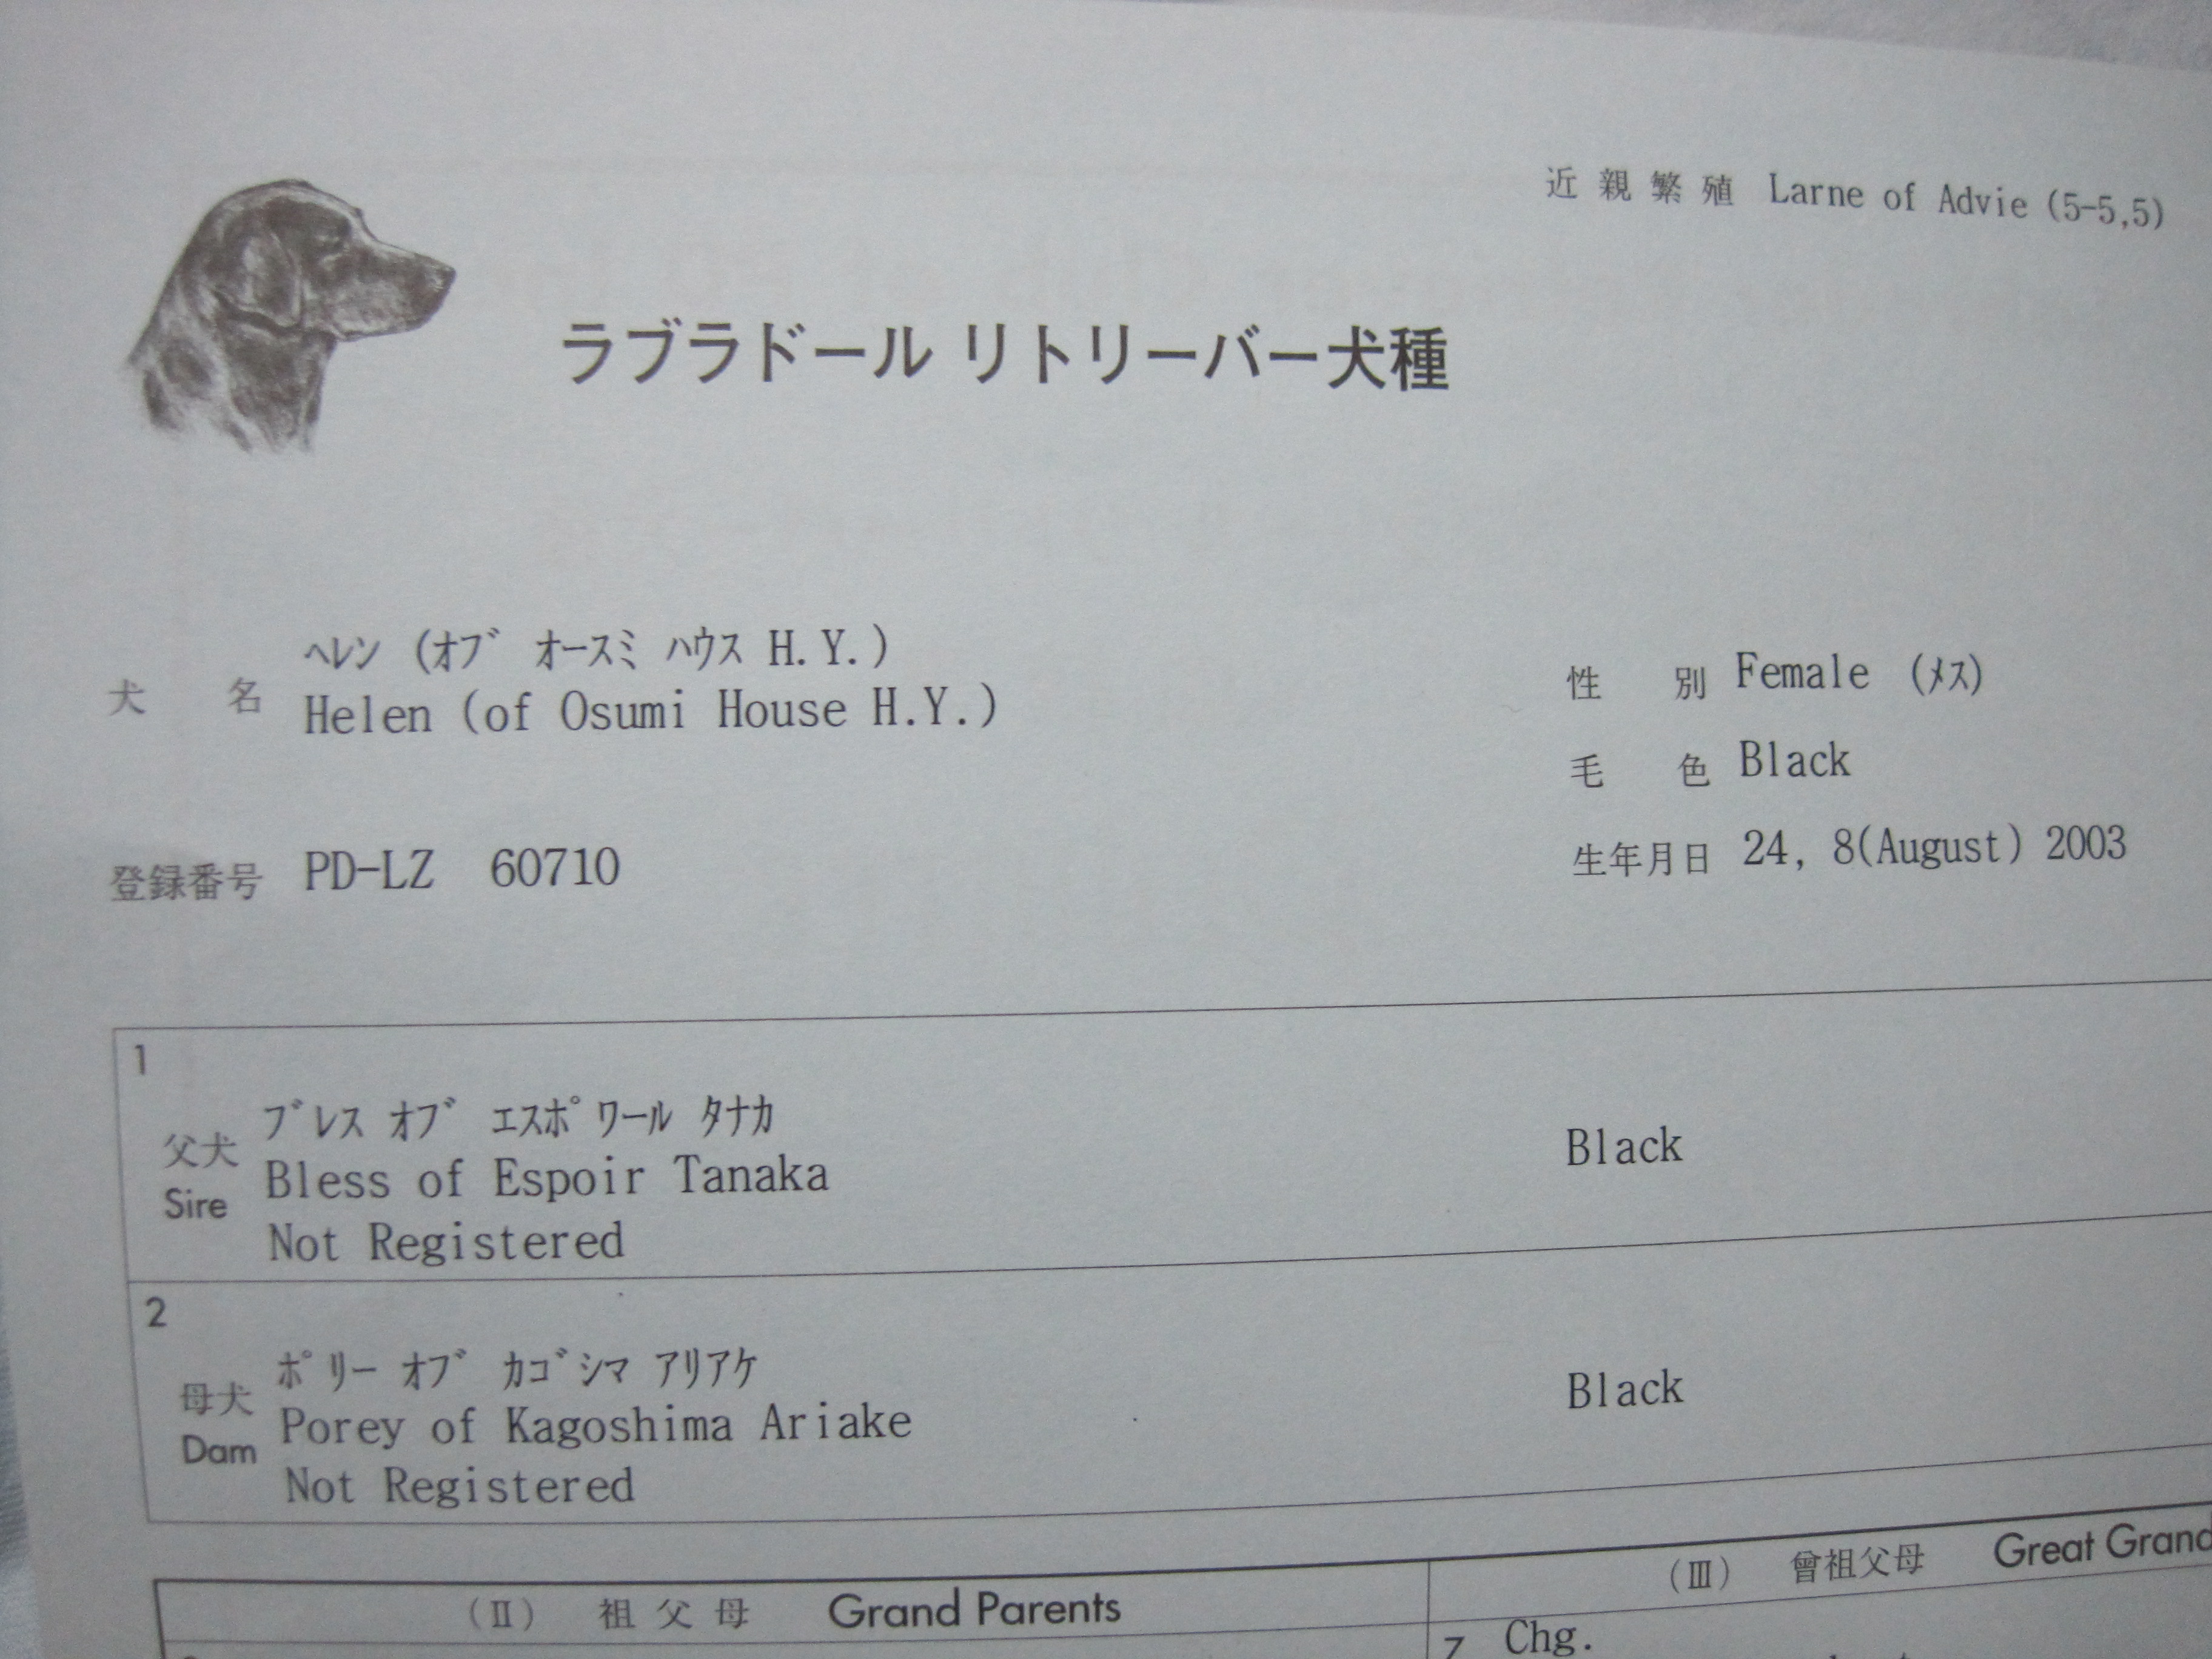 近親繁殖 Larne of Advie (5-5,5)
ラブラドール リトリーバー犬種
犬名 ﾍﾚﾝ (ｵﾌﾞ ｵｰｽﾐ ﾊｳｽ H.Y.)
Helen (of Osumi House H.Y.)
性別 Female (ﾒｽ)
毛色 Black
登録番号 PD-LZ 60710
生年月日 24, 8(August) 2003
1
父犬 ﾌﾞﾚｽ ｵﾌﾞ ｴｽﾎﾟﾜｰﾙ ﾀﾅｶ
Sire Bless of Espoir Tanaka
Not Registered
Black
2
母犬 ﾎﾟﾘｰ ｵﾌﾞ ｶｺﾞｼﾏ ｱﾘｱｹ
Dam Porey of Kagoshima Ariake
Not Registered
Black
(Ⅱ) 祖父母 Grand Parents
(Ⅲ) 曾祖父母 Great Grand
7 Chg.